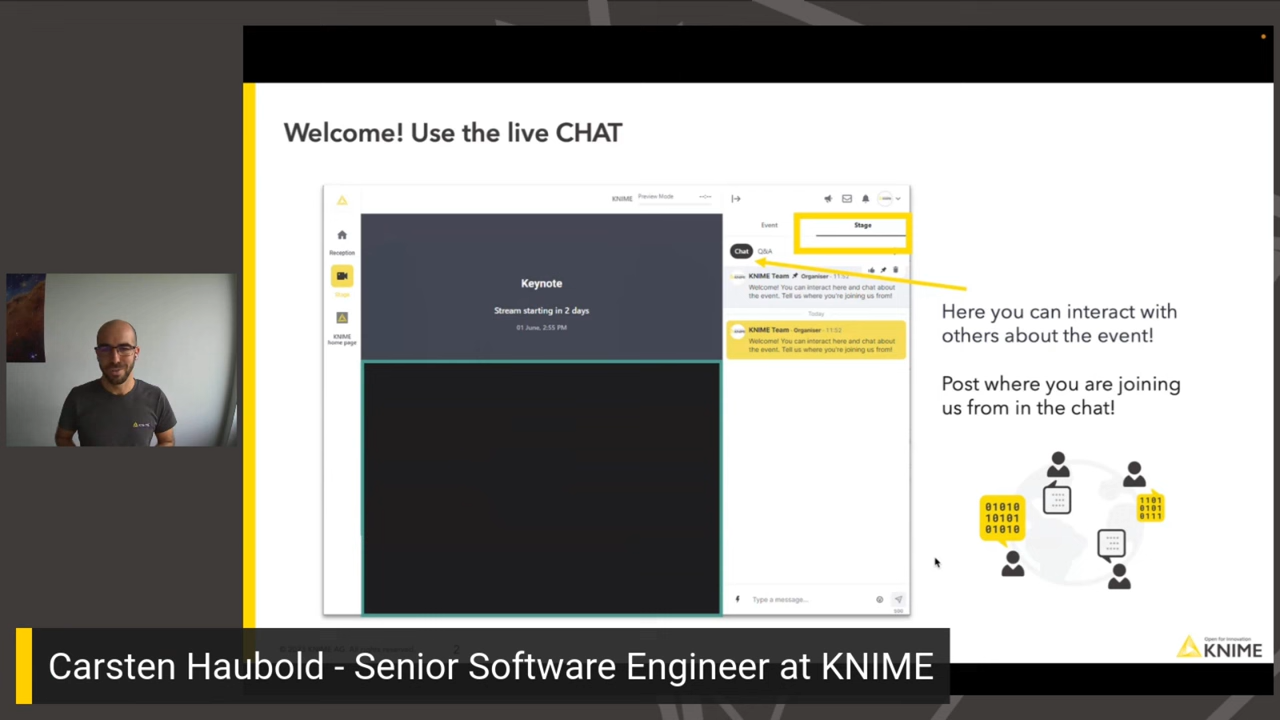 Welcome! Use the live CHAT
KNIME
Preview Mode
Reception
Stage
KNIME
home page
Keynote
Stream starting in 2 days
01 June, 2:55 PM
Event
Stage
Chat
Q&A
KNIME Team
Organiser
Welcome! You can interact here and chat about
the event. Tell us where you're joining us from!
Today
KNIME Team - Organiser - 11:52
Welcome! You can interact here and chat about
the event. Tell us where you're joining us from!
Type a message...
Here you can interact with
others about the event!
Post where you are joining
us from in the chat!
01010
10101
01010
1101
0101
0111
Open for Innovation
KNIME
Carsten Haubold - Senior Software Engineer at KNIME